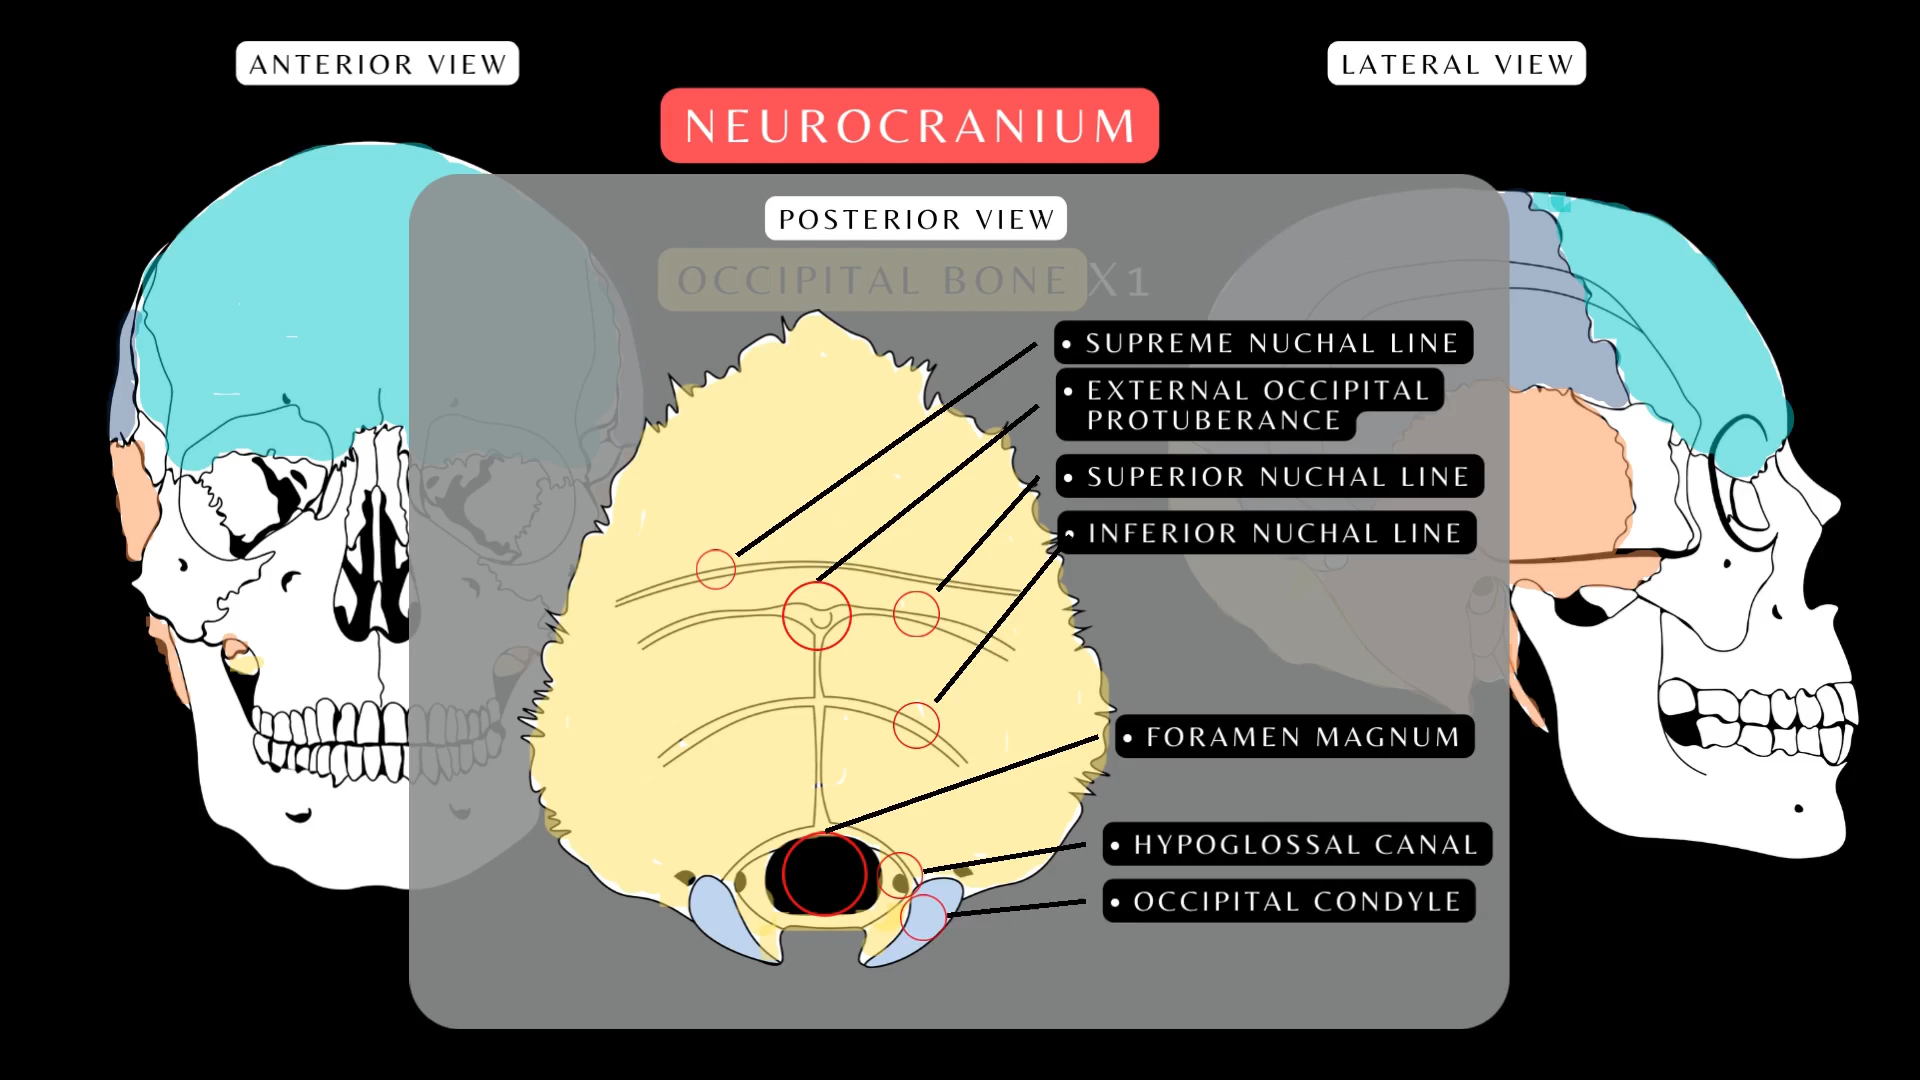 ANTERIOR VIEW
LATERAL VIEW
NEUROCRANIUM
POSTERIOR VIEW
OCCIPITAL BONE X1
• SUPREME NUCHAL LINE
• EXTERNAL OCCIPITAL
PROTUBERANCE
• SUPERIOR NUCHAL LINE
• INFERIOR NUCHAL LINE
• FORAMEN MAGNUM
• HYPOGLOSSAL CANAL
• OCCIPITAL CONDYLE